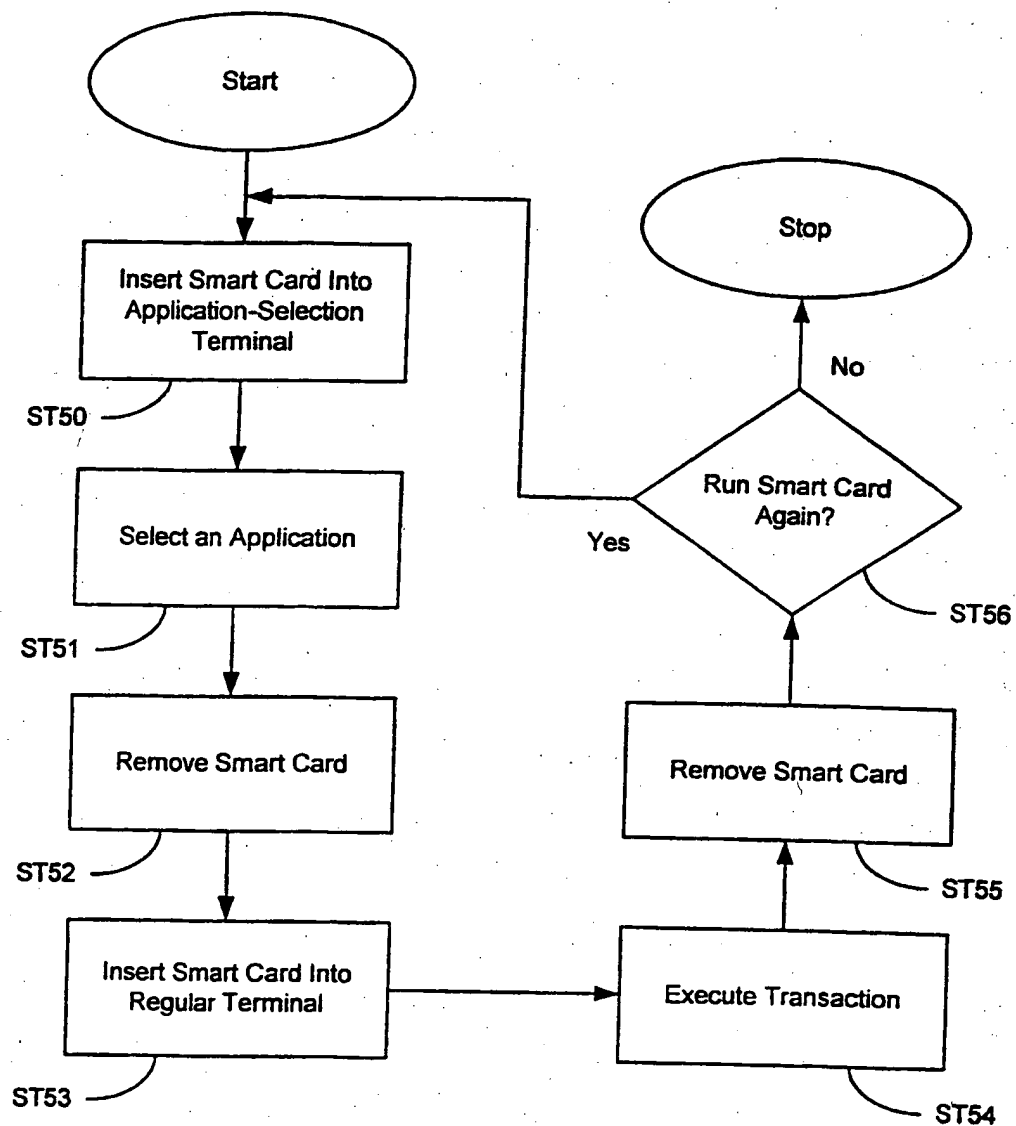 Start
Insert Smart Card Into
Application-Selection
Terminal
ST50
Select an Application
ST51
Remove Smart Card
ST52
Insert Smart Card Into
Regular Terminal
ST53
Execute Transaction
ST54
Remove Smart Card
ST55
Run Smart Card
Again?
ST56
Yes
No
Stop